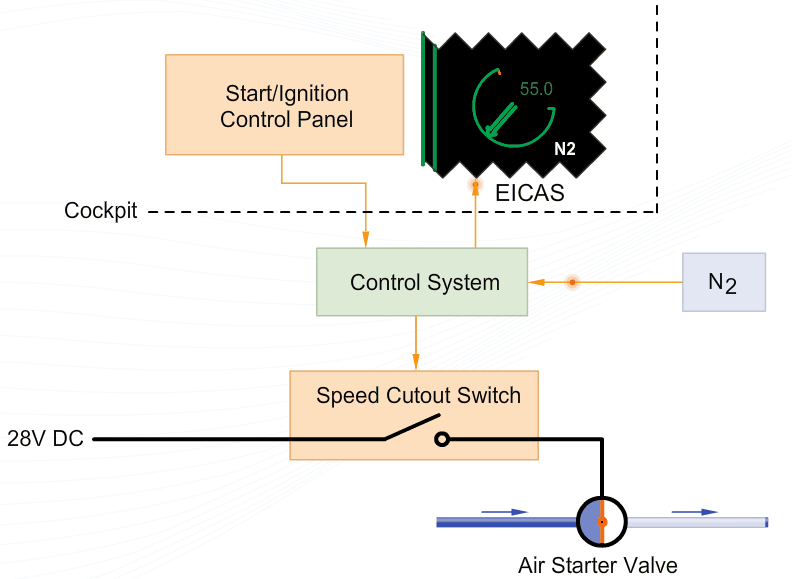 Start/Ignition
Control Panel
55.0
N2
EICAS
Cockpit
Control System
N2
Speed Cutout Switch
28V DC
Air Starter Valve